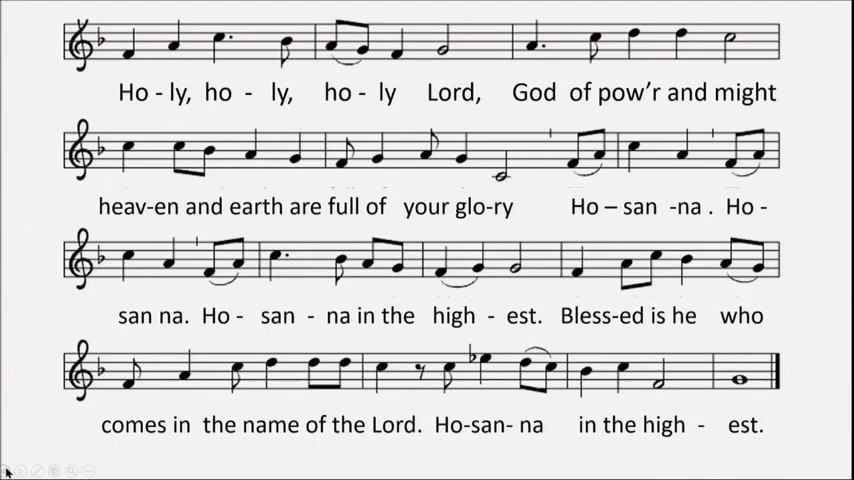 Ho - ly, ho - ly, ho - ly Lord, God of pow’r and might
heav-en and earth are full of your glo-ry Ho – san -na . Ho -
san na. Ho - san - na in the high - est. Bless-ed is he who
comes in the name of the Lord. Ho-san- na in the high - est.